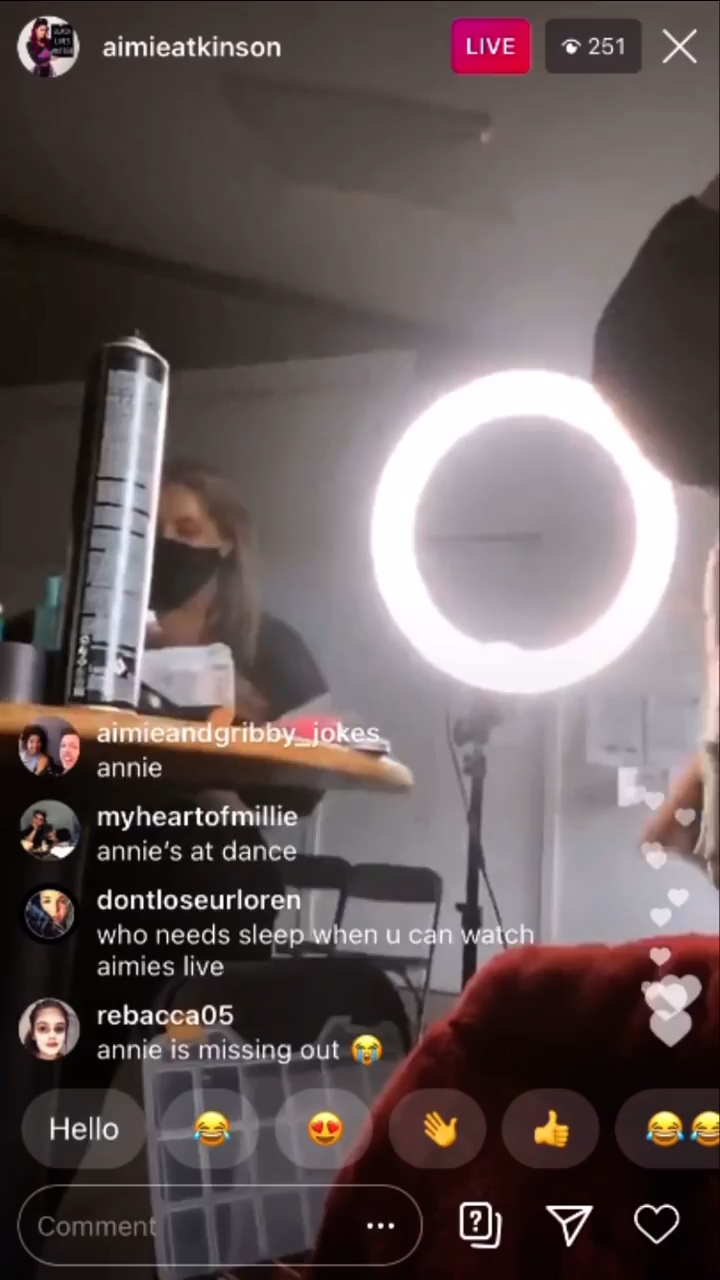 aimieatkinson
LIVE
251
aimieandgribby_jokes
annie
myheartofmillie
annie's at dance
dontloseurloren
who needs sleep when u can watch
aimies live
rebacca05
annie is missing out 😭
Hello 😂 😍 👋 👍 😂😂
Comment